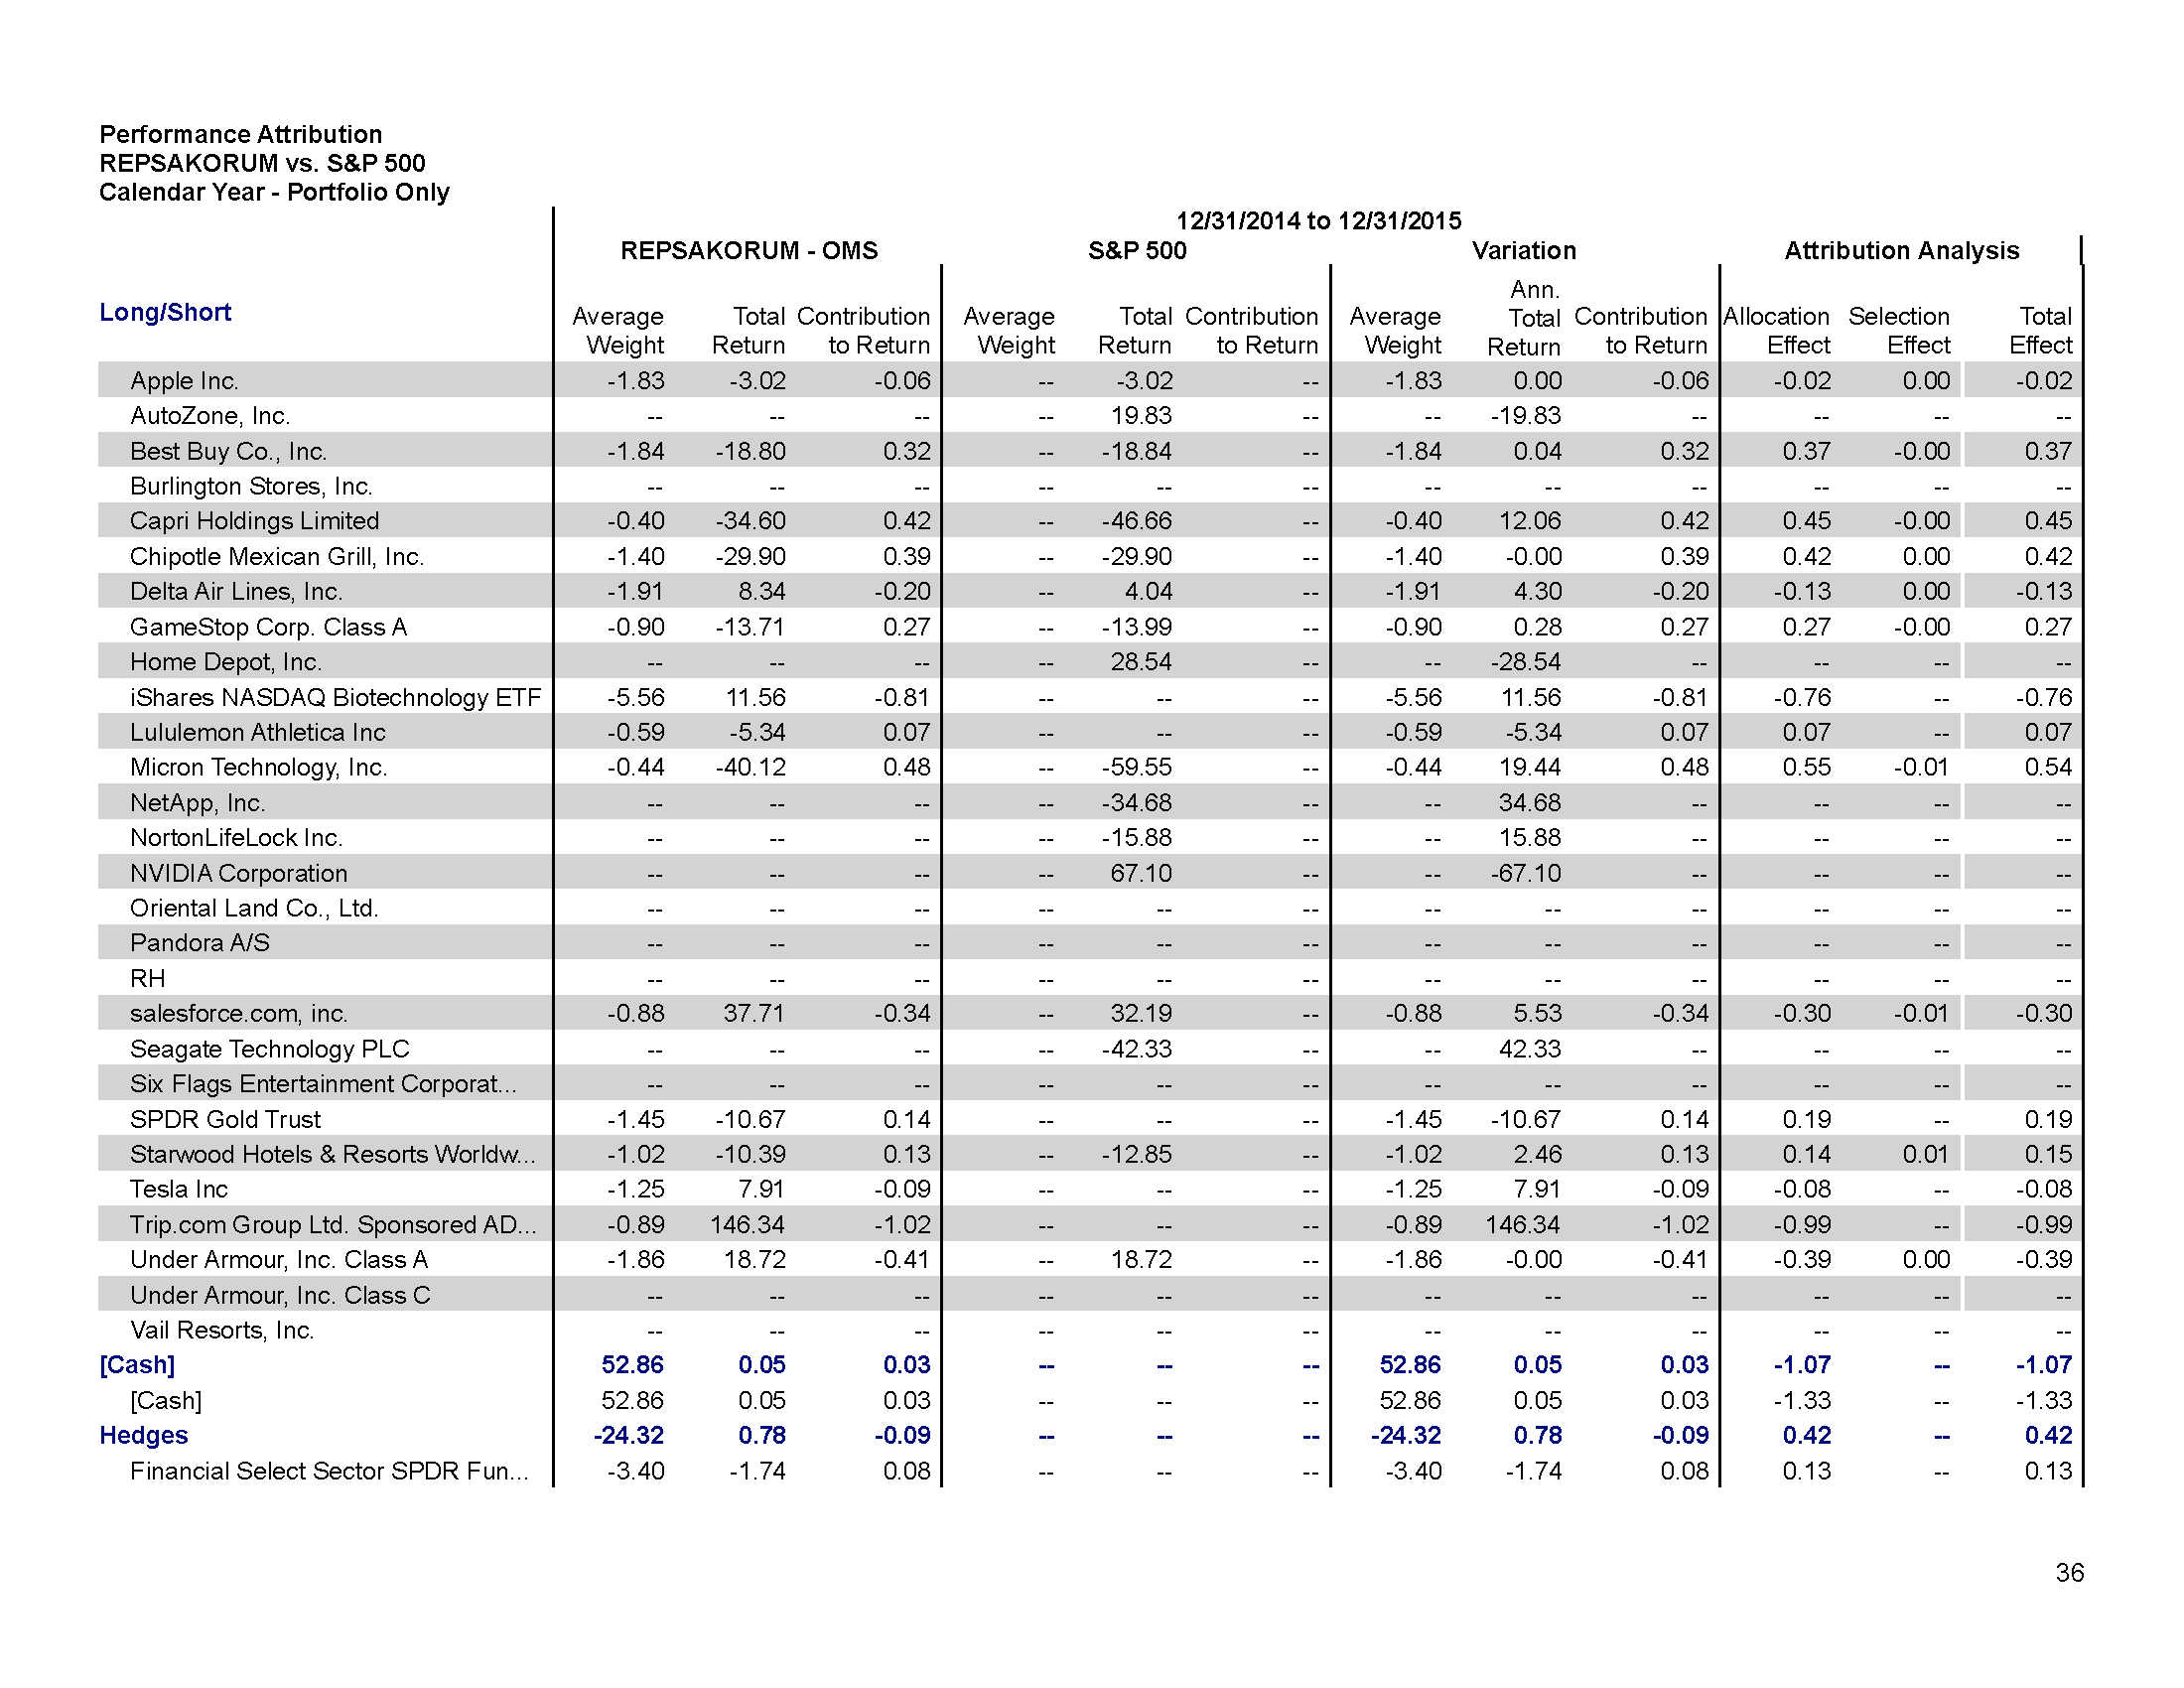 Performance Attribution
REPSAKORUM vs. S&P 500
Calendar Year - Portfolio Only
12/31/2014 to 12/31/2015
REPSAKORUM - OMS S&P 500 Variation Attribution Analysis
Long/Short Average Weight Total Return Contribution to Return Average Weight Total Return Contribution to Return Average Weight Ann. Total Return Contribution to Return Allocation Effect Selection Effect Total Effect
Apple Inc. -1.83 -3.02 -0.06 -- -3.02 -- -1.83 0.00 -0.06 -0.02 0.00 -0.02
AutoZone, Inc. -- -- -- -- 19.83 -- -- -19.83 -- -- -- --
Best Buy Co., Inc. -1.84 -18.80 0.32 -- -18.84 -- -1.84 0.04 0.32 0.37 -0.00 0.37
Burlington Stores, Inc. -- -- -- -- -- -- -- -- -- -- -- --
Capri Holdings Limited -0.40 -34.60 0.42 -- -46.66 -- -0.40 12.06 0.42 0.45 -0.00 0.45
Chipotle Mexican Grill, Inc. -1.40 -29.90 0.39 -- -29.90 -- -1.40 -0.00 0.39 0.42 0.00 0.42
Delta Air Lines, Inc. -1.91 8.34 -0.20 -- 4.04 -- -1.91 4.30 -0.20 -0.13 0.00 -0.13
GameStop Corp. Class A -0.90 -13.71 0.27 -- -13.99 -- -0.90 0.28 0.27 0.27 -0.00 0.27
Home Depot, Inc. -- -- -- -- 28.54 -- -- -28.54 -- -- -- --
iShares NASDAQ Biotechnology ETF -5.56 11.56 -0.81 -- -- -- -5.56 11.56 -0.81 -0.76 -- -0.76
Lululemon Athletica Inc -0.59 -5.34 0.07 -- -- -- -0.59 -5.34 0.07 0.07 -- 0.07
Micron Technology, Inc. -0.44 -40.12 0.48 -- -59.55 -- -0.44 19.44 0.48 0.55 -0.01 0.54
NetApp, Inc. -- -- -- -- -34.68 -- -- 34.68 -- -- -- --
NortonLifeLock Inc. -- -- -- -- -15.88 -- -- 15.88 -- -- -- --
NVIDIA Corporation -- -- -- -- 67.10 -- -- -67.10 -- -- -- --
Oriental Land Co., Ltd. -- -- -- -- -- -- -- -- -- -- -- --
Pandora A/S -- -- -- -- -- -- -- -- -- -- -- --
RH -- -- -- -- -- -- -- -- -- -- -- --
salesforce.com, inc. -0.88 37.71 -0.34 -- 32.19 -- -0.88 5.53 -0.34 -0.30 -0.01 -0.30
Seagate Technology PLC -- -- -- -- -42.33 -- -- 42.33 -- -- -- --
Six Flags Entertainment Corporat... -- -- -- -- -- -- -- -- -- -- -- --
SPDR Gold Trust -1.45 -10.67 0.14 -- -- -- -1.45 -10.67 0.14 0.19 -- 0.19
Starwood Hotels & Resorts Worldw... -1.02 -10.39 0.13 -- -12.85 -- -1.02 2.46 0.13 0.14 0.01 0.15
Tesla Inc -1.25 7.91 -0.09 -- -- -- -1.25 7.91 -0.09 -0.08 -- -0.08
Trip.com Group Ltd. Sponsored AD... -0.89 146.34 -1.02 -- -- -- -0.89 146.34 -1.02 -0.99 -- -0.99
Under Armour, Inc. Class A -1.86 18.72 -0.41 -- 18.72 -- -1.86 -0.00 -0.41 -0.39 0.00 -0.39
Under Armour, Inc. Class C -- -- -- -- -- -- -- -- -- -- -- --
Vail Resorts, Inc. -- -- -- -- -- -- -- -- -- -- -- --
[Cash] 52.86 0.05 0.03 -- -- -- 52.86 0.05 0.03 -1.07 -- -1.07
[Cash] 52.86 0.05 0.03 -- -- -- 52.86 0.05 0.03 -1.33 -- -1.33
Hedges -24.32 0.78 -0.09 -- -- -- -24.32 0.78 -0.09 0.42 -- 0.42
Financial Select Sector SPDR Fun... -3.40 -1.74 0.08 -- -- -- -3.40 -1.74 0.08 0.13 -- 0.13
36